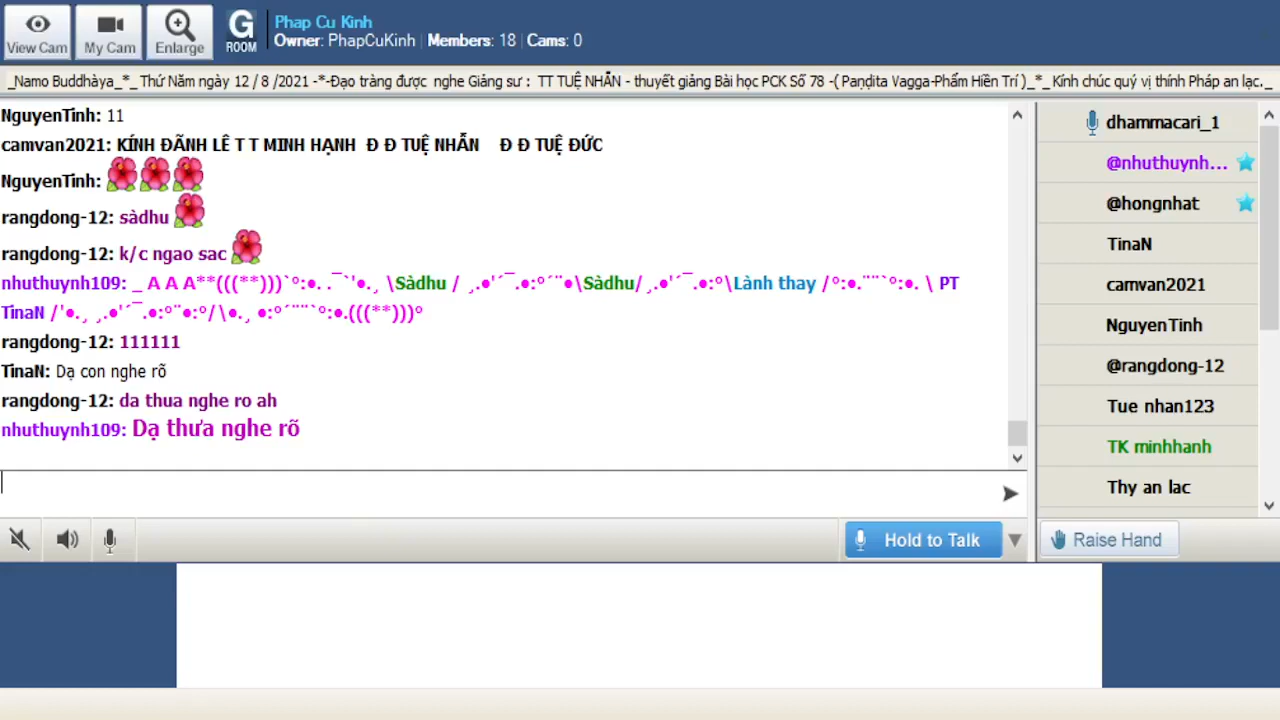 View Cam
My Cam
Enlarge
G
ROOM
Phap Cu Kinh
Owner: PhapCuKinh | Members: 18 | Cams: 0
_Namo Buddhàya_*_ Thứ Năm ngày 12 / 8 /2021 -*-Đạo tràng được nghe Giảng sư : TT TUỆ NHẪN - thuyết giảng Bài học PCK Số 78 -( Paṇḍita Vagga-Phẩm Hiền Trí )_*_ Kính chúc quý vị thính Pháp an lạc._
NguyenTinh: 11
camvan2021: KÍNH ĐÃNH LÊ T T MINH HẠNH Đ Đ TUỆ NHẪN Đ Đ TUỆ ĐỨC
NguyenTinh:
rangdong-12: sàdhu
rangdong-12: k/c ngao sac
nhuthuynh109: _ A A A**(((**)))`°:•. .¯`'•.¸ \Sàdhu / ¸.•'´¯.•:°´¨•\Sàdhu/¸.•'´¯.•:°\Lành thay /°:•.¨¨`°:•. \ PT
TinaN /'•.¸ ¸.•'´¯.•:°¨•:°/\•.¸ •:°´¨¨`°:•.(((**)))°
rangdong-12: 111111
TinaN: Dạ con nghe rõ
rangdong-12: da thua nghe ro ah
nhuthuynh109: Dạ thưa nghe rõ
Hold to Talk
dhammacari_1
@nhuthuynh...
@hongnhat
TinaN
camvan2021
NguyenTinh
@rangdong-12
Tue nhan123
TK minhhanh
Thy an lac
Raise Hand